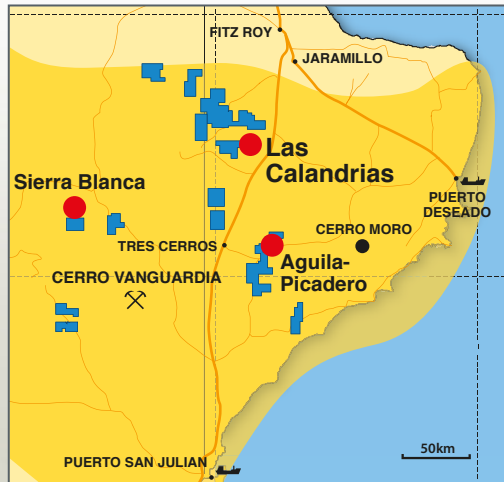 FITZ ROY
JARAMILLO
Las
Calandrias
Sierra Blanca
PUERTO
DESEADO
CERRO MORO
TRES CERROS
Aguila-
Picadero
CERRO VANGUARDIA
50km
PUERTO SAN JULIAN